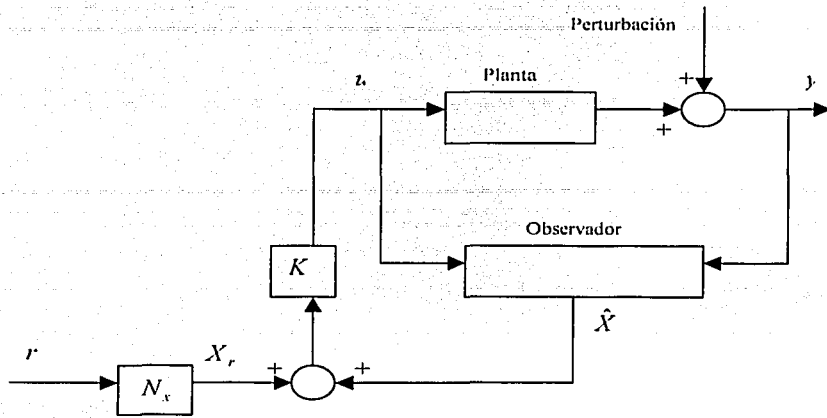 Perturbación
u
Planta
+
+
y
Observador
K
X̂
r
X_r
+
+
N_x